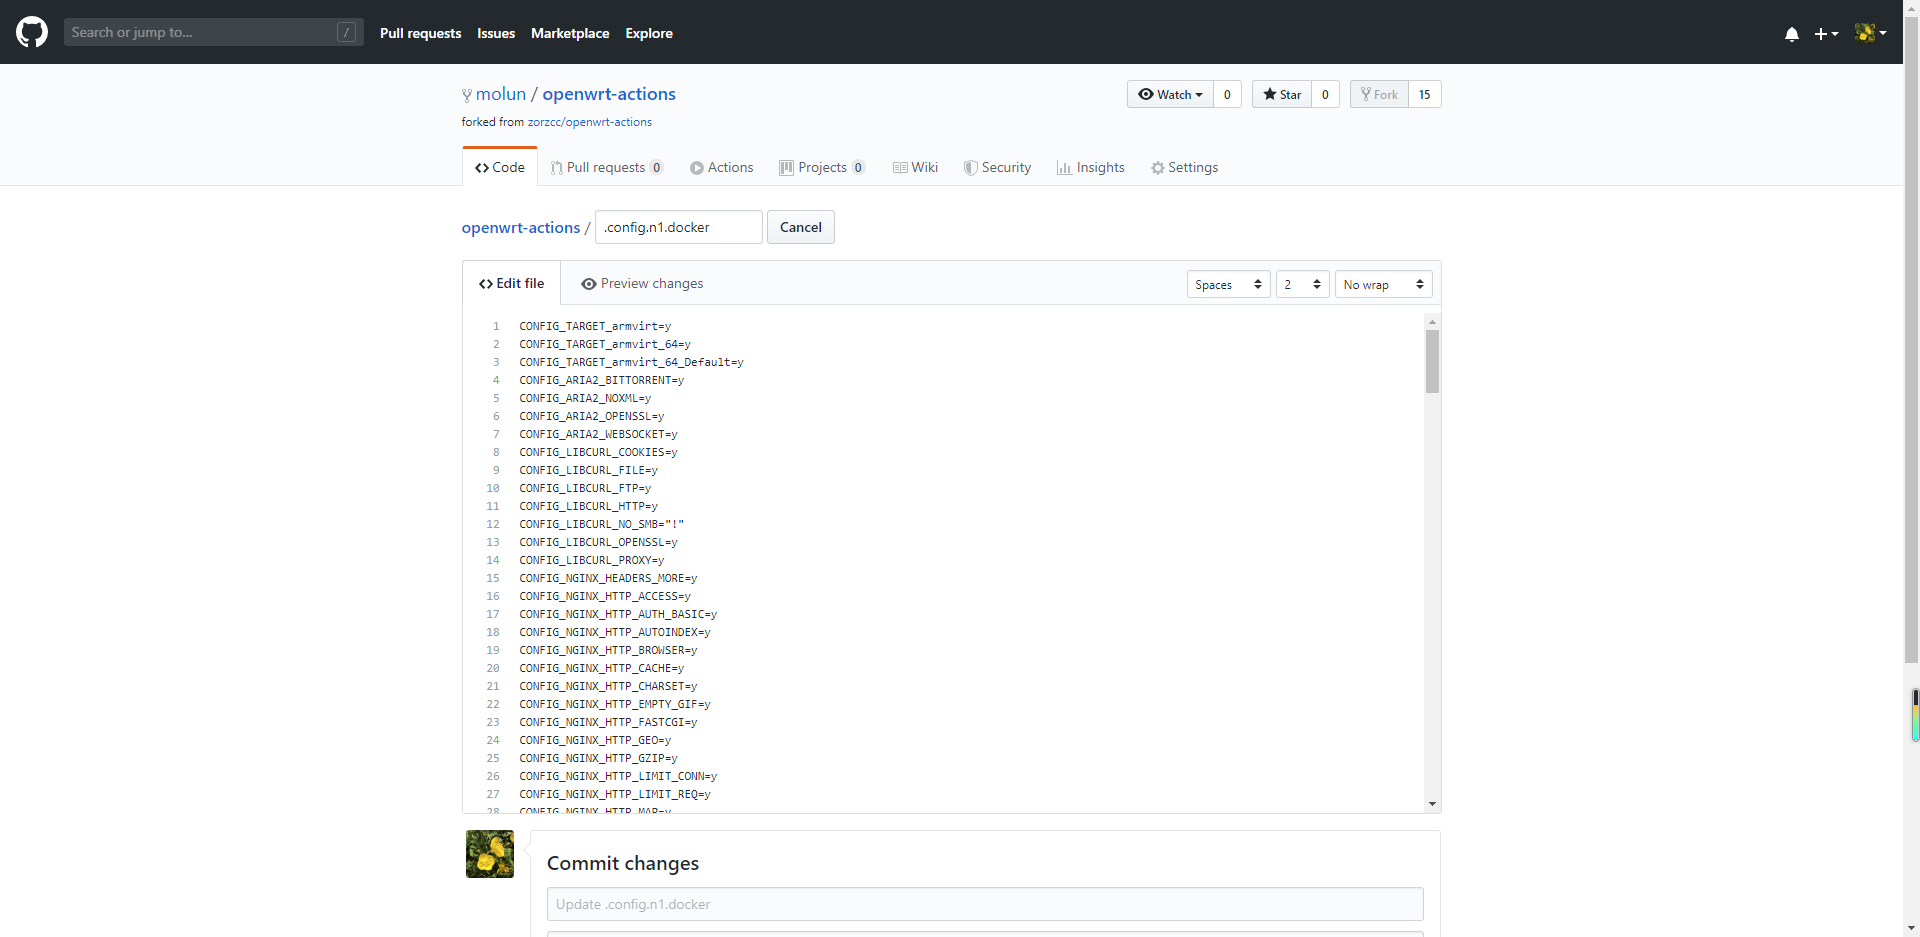 Search or jump to... /
Pull requests Issues Marketplace Explore
molun / openwrt-actions
Watch 0 Star 0 Fork 15
forked from zorzcc/openwrt-actions
Code Pull requests 0 Actions Projects 0 Wiki Security Insights Settings
openwrt-actions / .config.n1.docker Cancel
Edit file Preview changes Spaces 2 No wrap
1 CONFIG_TARGET_armvirt=y
2 CONFIG_TARGET_armvirt_64=y
3 CONFIG_TARGET_armvirt_64_Default=y
4 CONFIG_ARIA2_BITTORRENT=y
5 CONFIG_ARIA2_NOXML=y
6 CONFIG_ARIA2_OPENSSL=y
7 CONFIG_ARIA2_WEBSOCKET=y
8 CONFIG_LIBCURL_COOKIES=y
9 CONFIG_LIBCURL_FILE=y
10 CONFIG_LIBCURL_FTP=y
11 CONFIG_LIBCURL_HTTP=y
12 CONFIG_LIBCURL_NO_SMB="!"
13 CONFIG_LIBCURL_OPENSSL=y
14 CONFIG_LIBCURL_PROXY=y
15 CONFIG_NGINX_HEADERS_MORE=y
16 CONFIG_NGINX_HTTP_ACCESS=y
17 CONFIG_NGINX_HTTP_AUTH_BASIC=y
18 CONFIG_NGINX_HTTP_AUTOINDEX=y
19 CONFIG_NGINX_HTTP_BROWSER=y
20 CONFIG_NGINX_HTTP_CACHE=y
21 CONFIG_NGINX_HTTP_CHARSET=y
22 CONFIG_NGINX_HTTP_EMPTY_GIF=y
23 CONFIG_NGINX_HTTP_FASTCGI=y
24 CONFIG_NGINX_HTTP_GEO=y
25 CONFIG_NGINX_HTTP_GZIP=y
26 CONFIG_NGINX_HTTP_LIMIT_CONN=y
27 CONFIG_NGINX_HTTP_LIMIT_REQ=y
28 CONFIG_NGINX_HTTP_MAP=y
Commit changes
Update .config.n1.docker